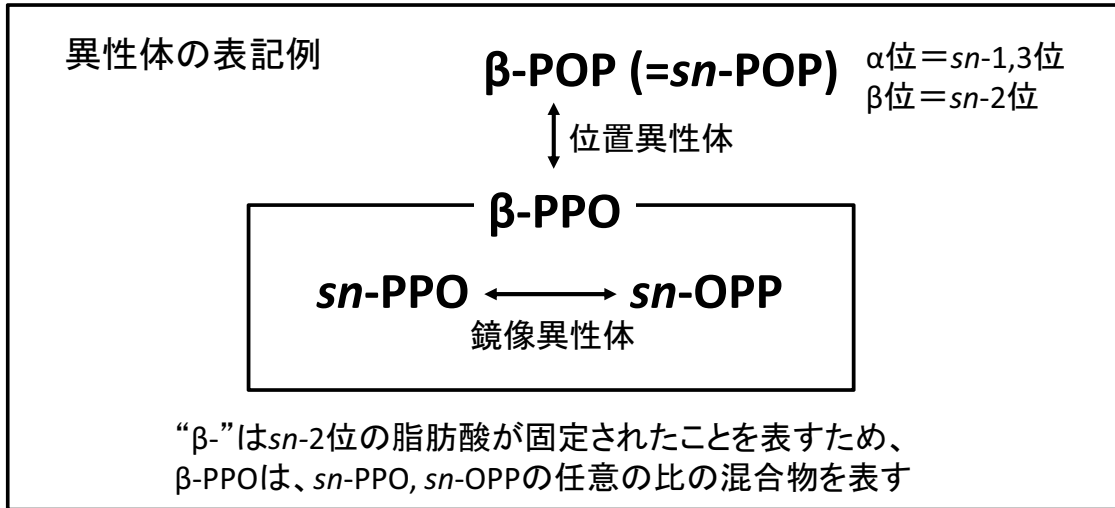 異性体の表記例
β-POP (=sn-POP)
α位＝sn-1,3位
β位＝sn-2位
位置異性体
β-PPO
sn-PPO
sn-OPP
鏡像異性体
“β-”はsn-2位の脂肪酸が固定されたことを表すため、
β-PPOは、sn-PPO, sn-OPPの任意の比の混合物を表す